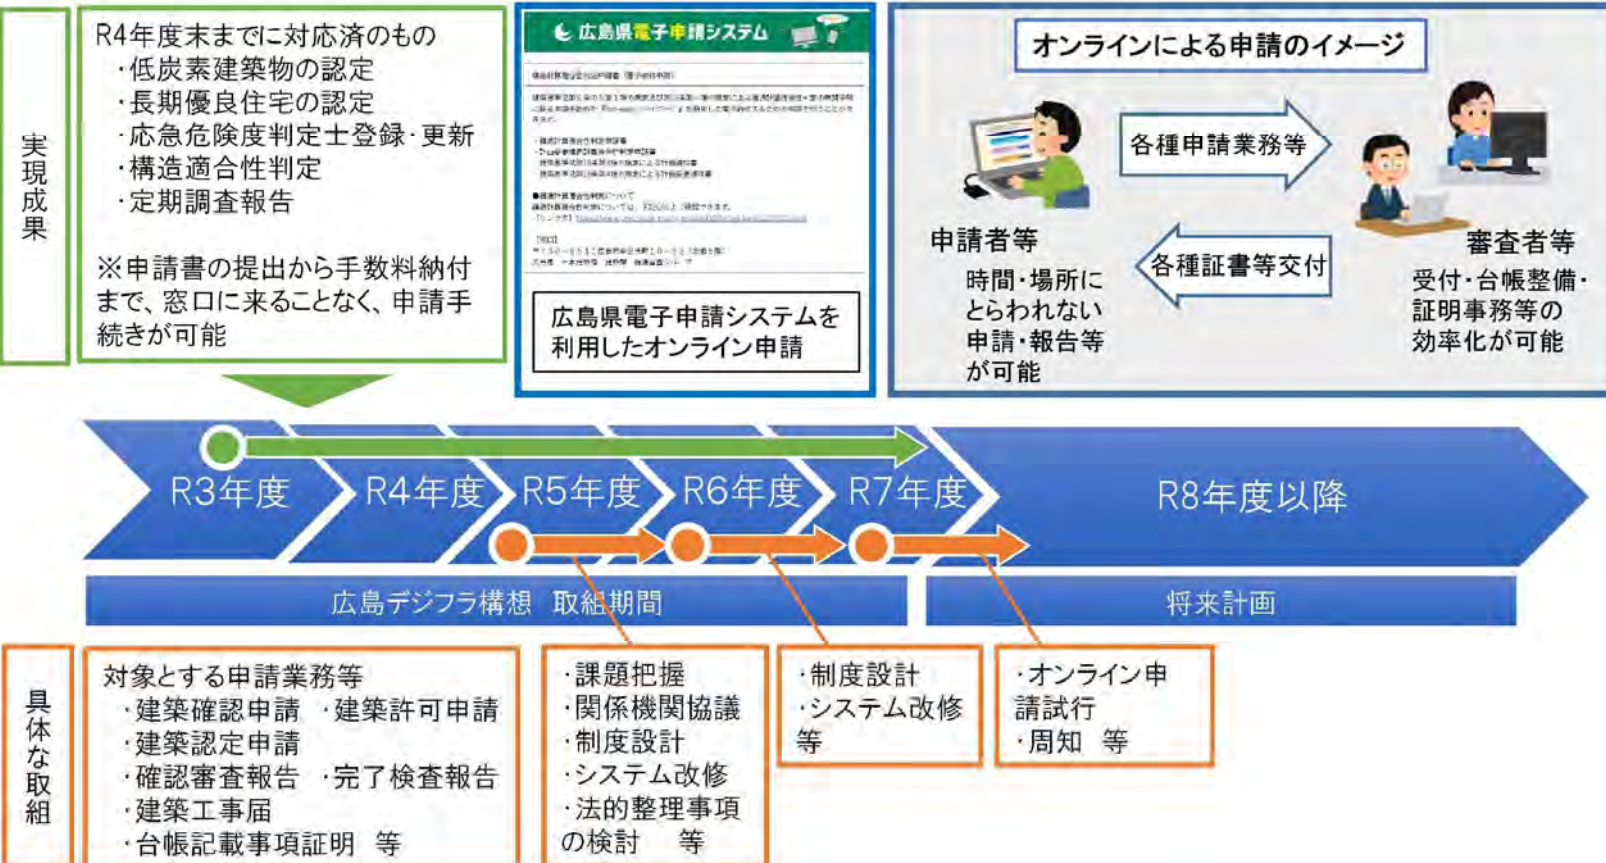 実現成果
R4年度末までに対応済のもの
・低炭素建築物の認定
・長期優良住宅の認定
・応急危険度判定士登録・更新
・構造適合性判定
・定期調査報告
※申請書の提出から手数料納付
まで、窓口に来ることなく、申請手
続きが可能
広島県電子申請システム
広島県電子申請システムを
利用したオンライン申請
オンラインによる申請のイメージ
各種申請業務等
各種証書等交付
申請者等
時間・場所に
とらわれない
申請・報告等
が可能
審査者等
受付・台帳整備・
証明事務等の
効率化が可能
R3年度
R4年度
R5年度
R6年度
R7年度
R8年度以降
広島デジフラ構想 取組期間
将来計画
具体な取組
対象とする申請業務等
・建築確認申請 ・建築許可申請
・建築認定申請
・確認審査報告 ・完了検査報告
・建築工事届
・台帳記載事項証明 等
・課題把握
・関係機関協議
・制度設計
・システム改修
・法的整理事項
の検討 等
・制度設計
・システム改修
等
・オンライン申
請試行
・周知 等